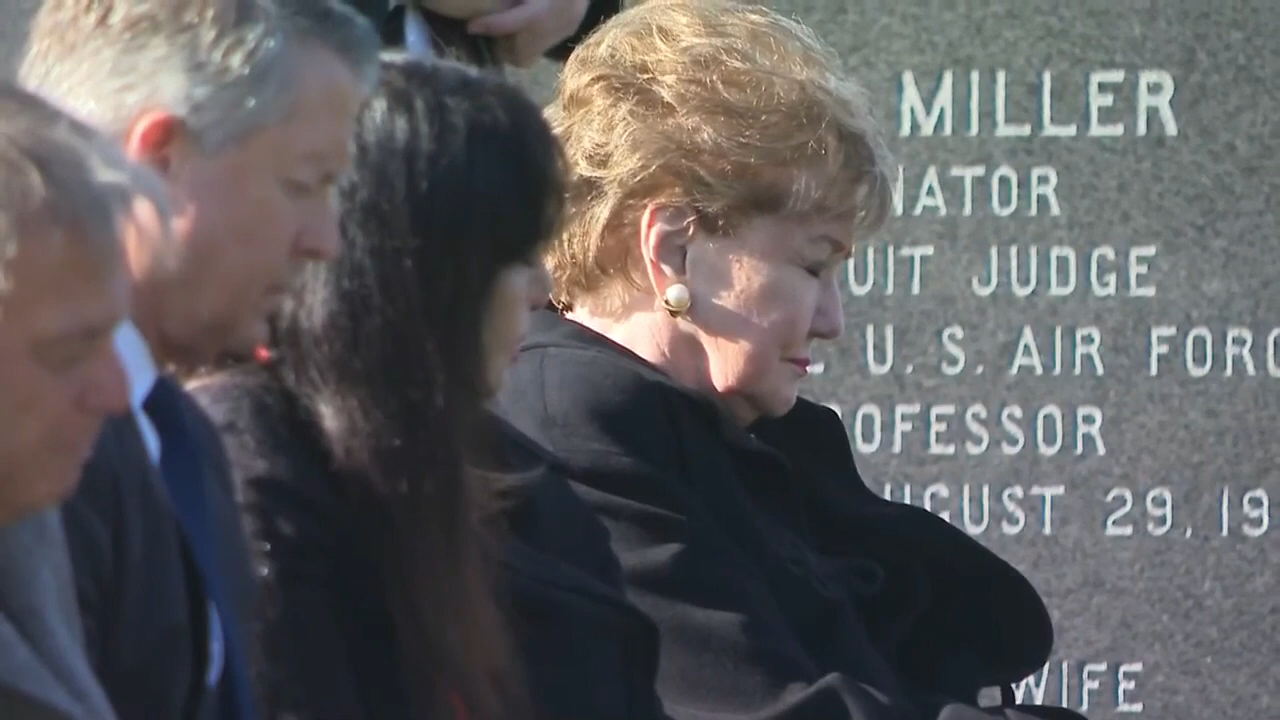 MILLER
NATOR
UIT JUDGE
U. S. AIR FORC
OFESSOR
UGUST 29, 19
WIFE